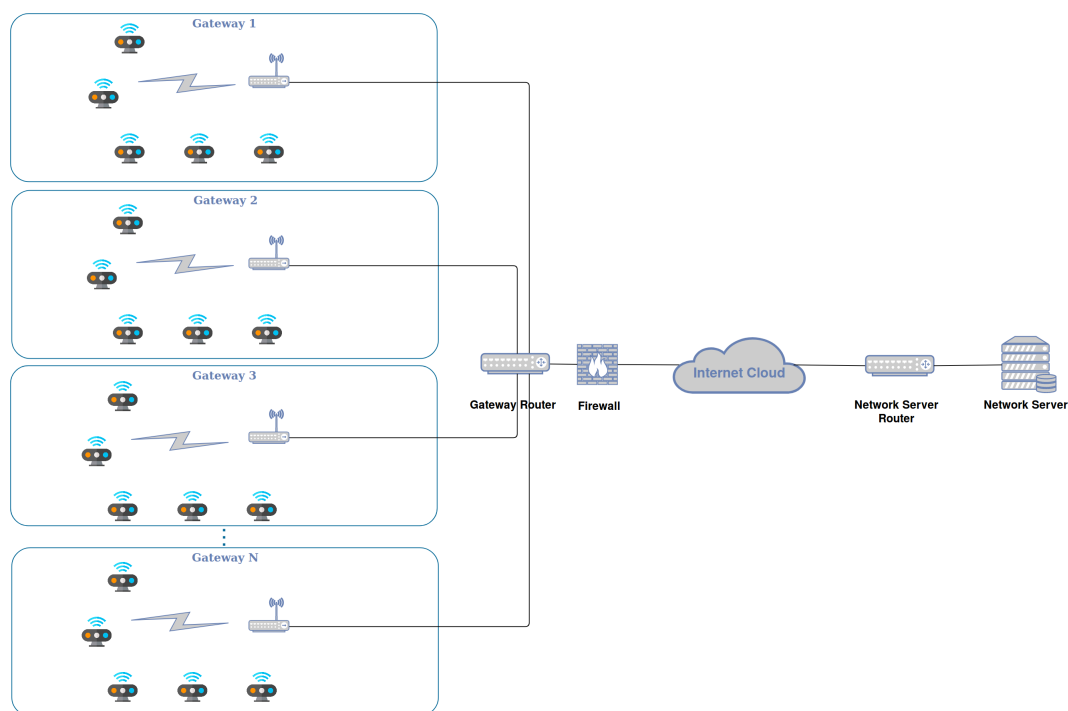 Gateway 1
Gateway 2
Gateway 3
Gateway N
Gateway Router
Firewall
Internet Cloud
Network Server
Router
Network Server